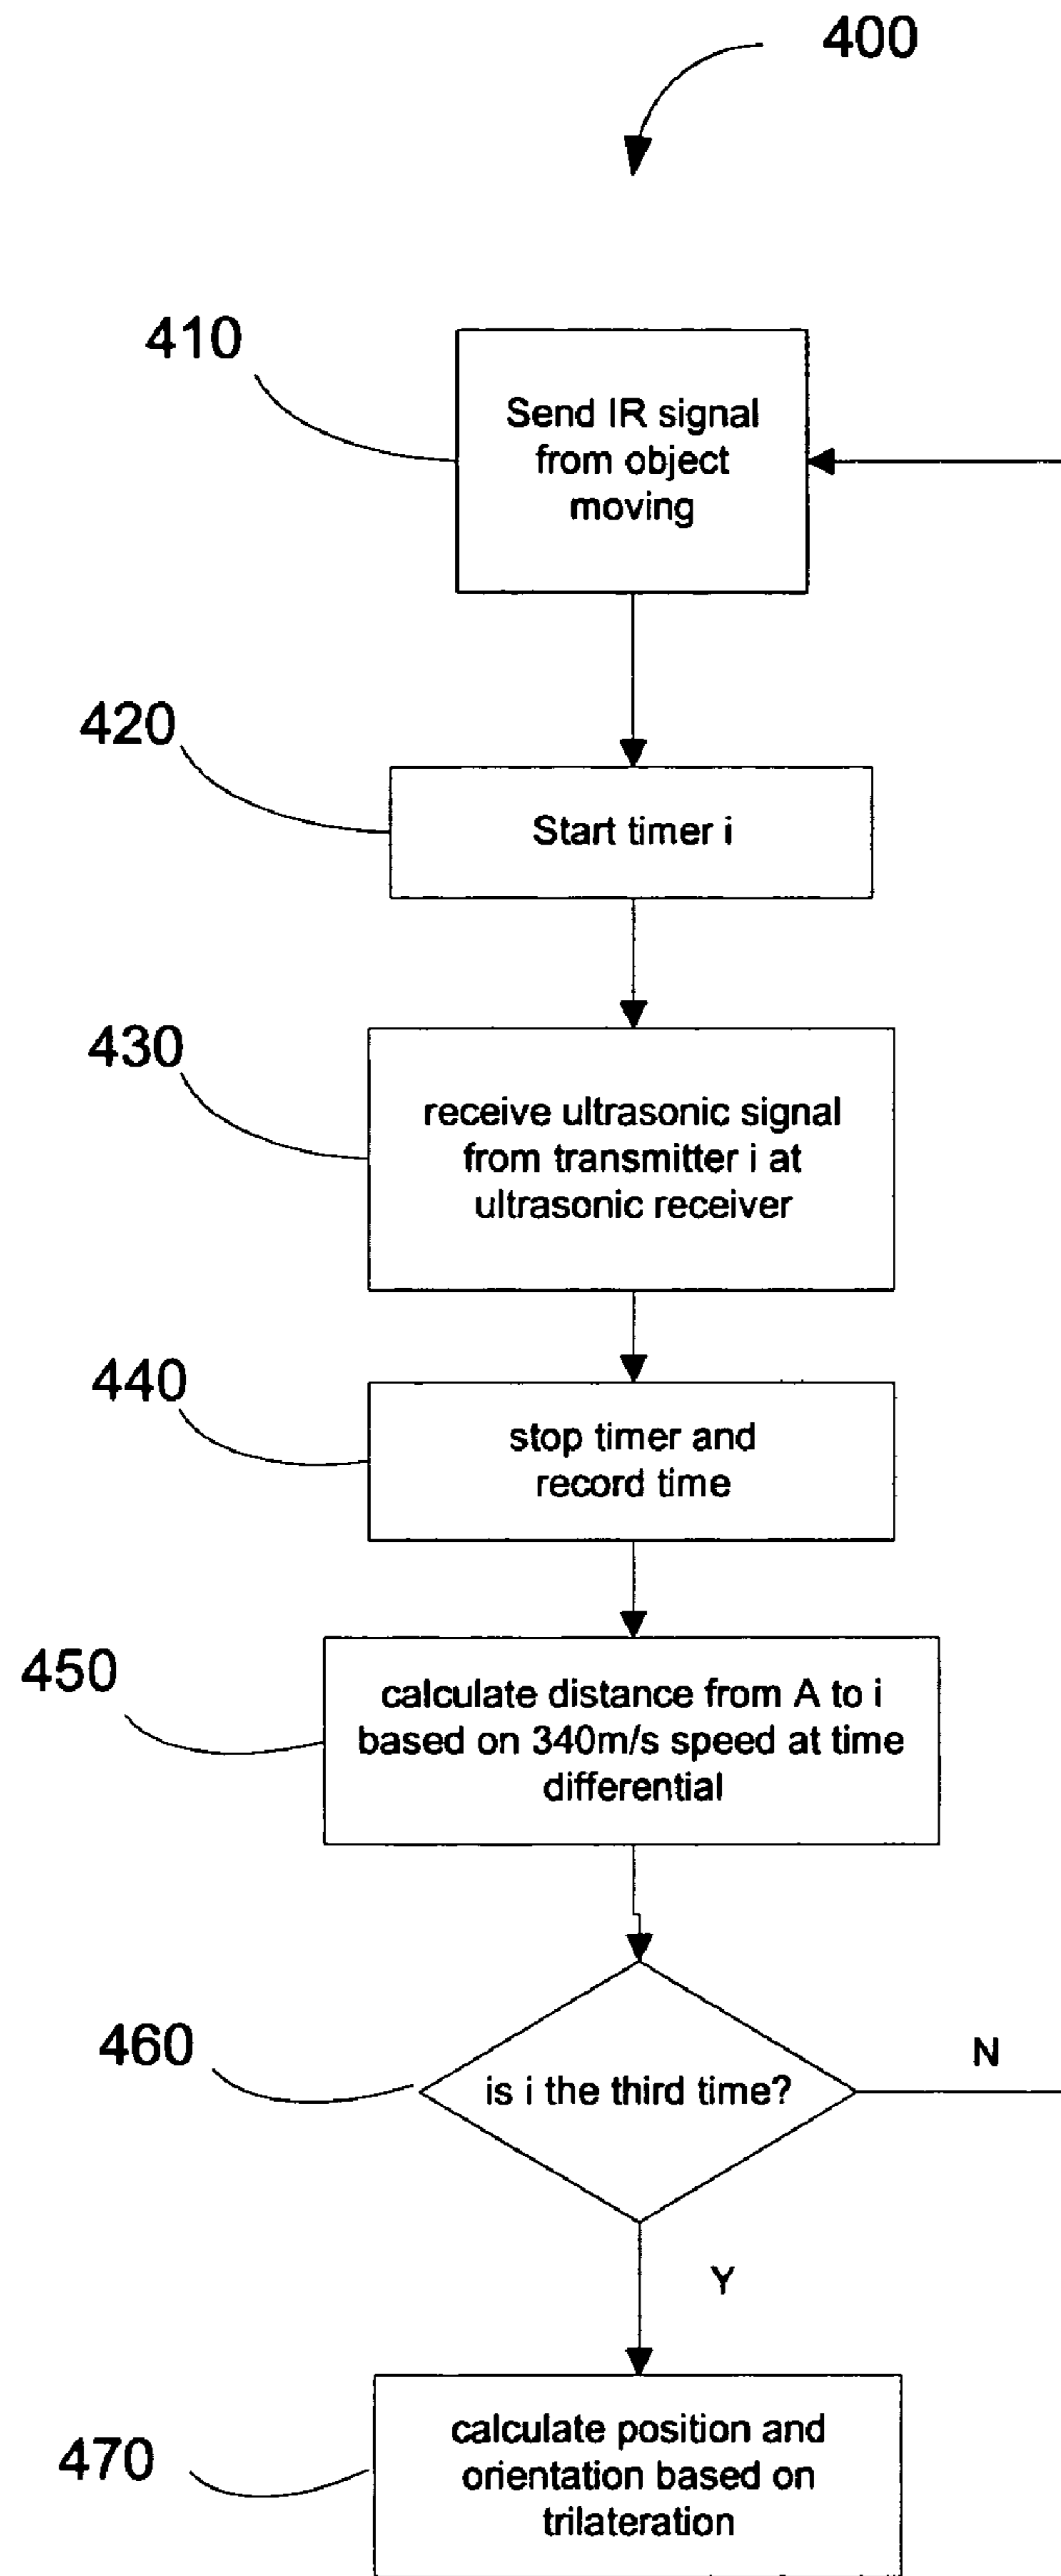 400
410
Send IR signal
from object
moving
420
Start timer i
430
receive ultrasonic signal
from transmitter i at
ultrasonic receiver
440
stop timer and
record time
450
calculate distance from A to i
based on 340m/s speed at time
differential
460
is i the third time?
N
Y
470
calculate position and
orientation based on
trilateration